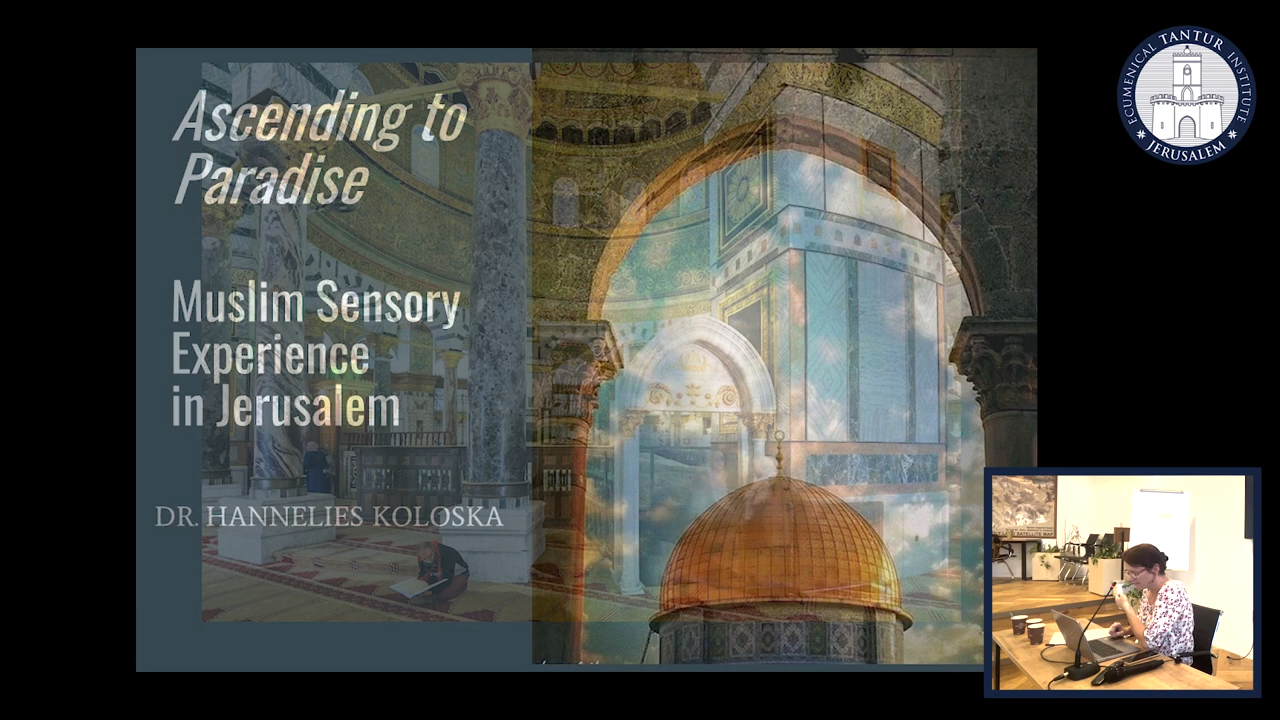 Ascending to
Paradise
Muslim Sensory
Experience
in Jerusalem
DR. HANNELIES KOLOSKA
ECUMENICAL TANTUR INSTITUTE
JERUSALEM